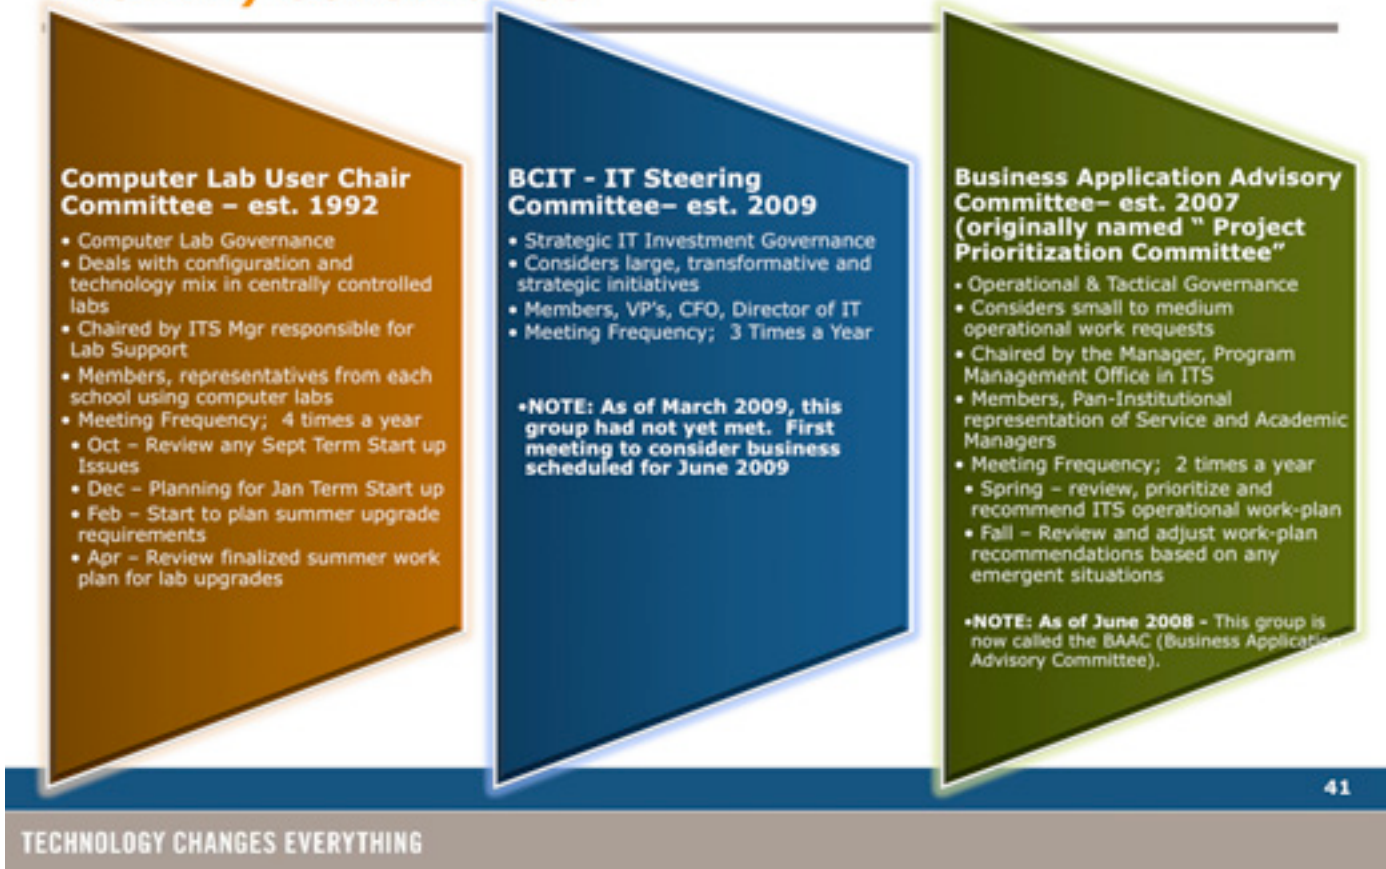 Computer Lab User Chair
Committee – est. 1992
• Computer Lab Governance
• Deals with configuration and
technology mix in centrally controlled
labs
• Chaired by ITS Mgr responsible for
Lab Support
• Members, representatives from each
school using computer labs
• Meeting Frequency;  4 times a year
• Oct – Review any Sept Term Start up
Issues
• Dec – Planning for Jan Term Start up
• Feb – Start to plan summer upgrade
requirements
• Apr – Review finalized summer work
plan for lab upgrades
BCIT - IT Steering
Committee– est. 2009
• Strategic IT Investment Governance
• Considers large, transformative and
strategic initiatives
• Members, VP's, CFO, Director of IT
• Meeting Frequency;  3 Times a Year
•NOTE: As of March 2009, this
group had not yet met.  First
meeting to consider business
scheduled for June 2009
Business Application Advisory
Committee– est. 2007
(originally named “ Project
Prioritization Committee”
• Operational & Tactical Governance
• Considers small to medium
operational work requests
• Chaired by the Manager, Program
Management Office in ITS
• Members, Pan-Institutional
representation of Service and Academic
Managers
• Meeting Frequency;  2 times a year
• Spring – review, prioritize and
recommend ITS operational work-plan
• Fall – Review and adjust work-plan
recommendations based on any
emergent situations
•NOTE: As of June 2008 - This group is
now called the BAAC (Business Application
Advisory Committee).
41
TECHNOLOGY CHANGES EVERYTHING